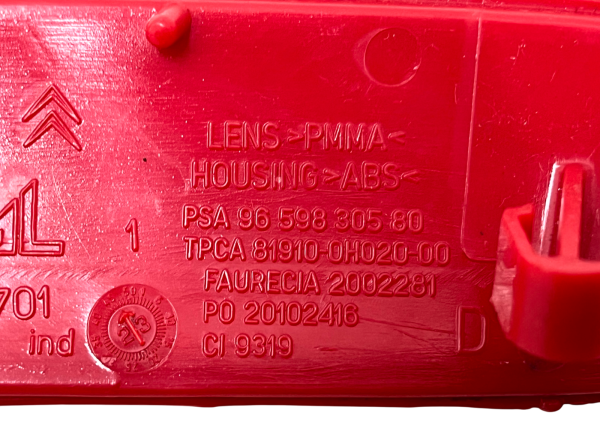 LENS >PMMA<
HOUSING >ABS<
PSA 96 598 305 80
1
TPCA 81910-0H020-00
FAURECIA 2002281
701
PO 20102416
D
ind
CI 9319